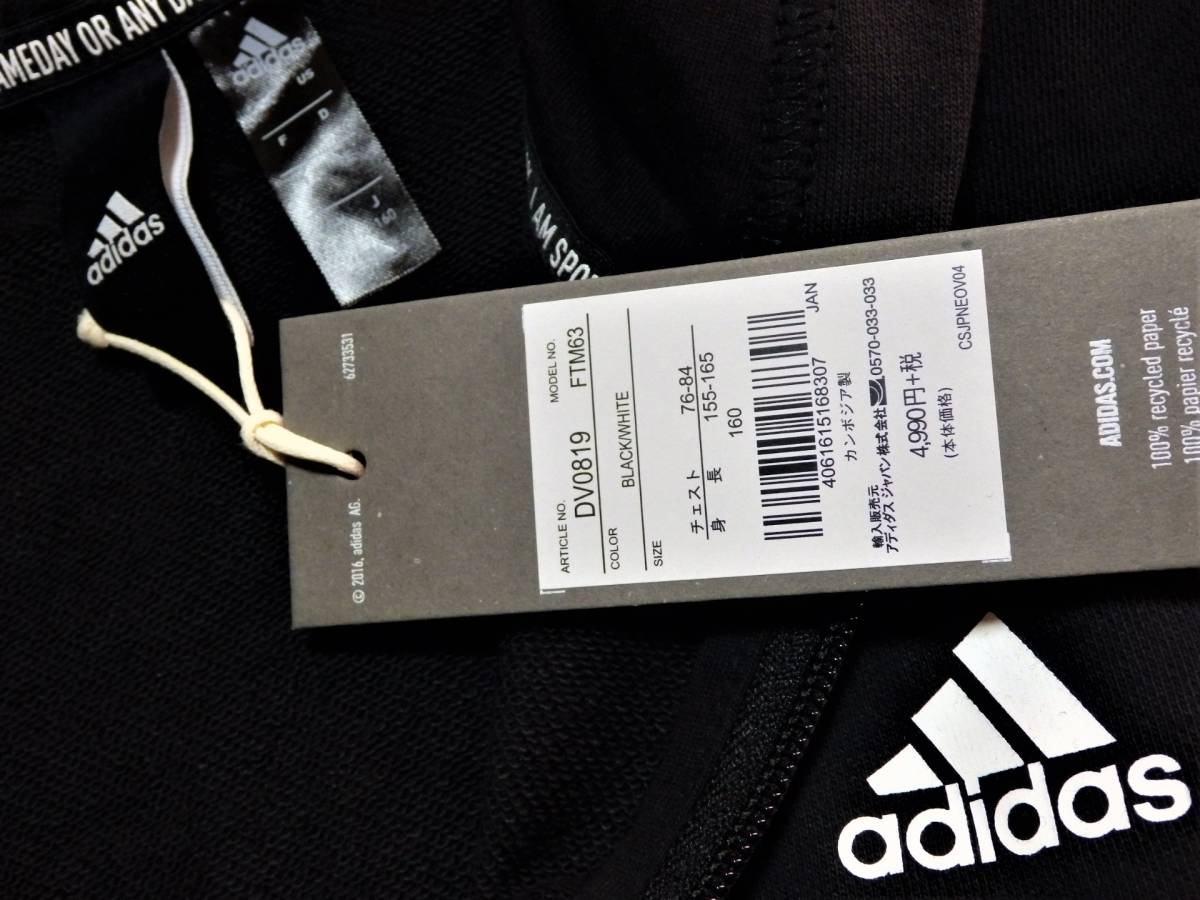 AMEDAY OR ANY DA
adidas
US
F
D
J
adidas
I AM SPO
62733531
© 2016. adidas AG.
ARTICLE NO.
MODEL NO.
DV0819
FTM63
COLOR
BLACK/WHITE
SIZE
チェスト 76-84
身 長 155-165
160
JAN
4061615168307
カンボジア製
輸入販売元
アディダス ジャパン 株式会社 0570-033-033
4,990円+税
(本体価格)
CSJPNEOV04
ADIDAS.COM
100% recycled paper
100% papier recyclé
adidas